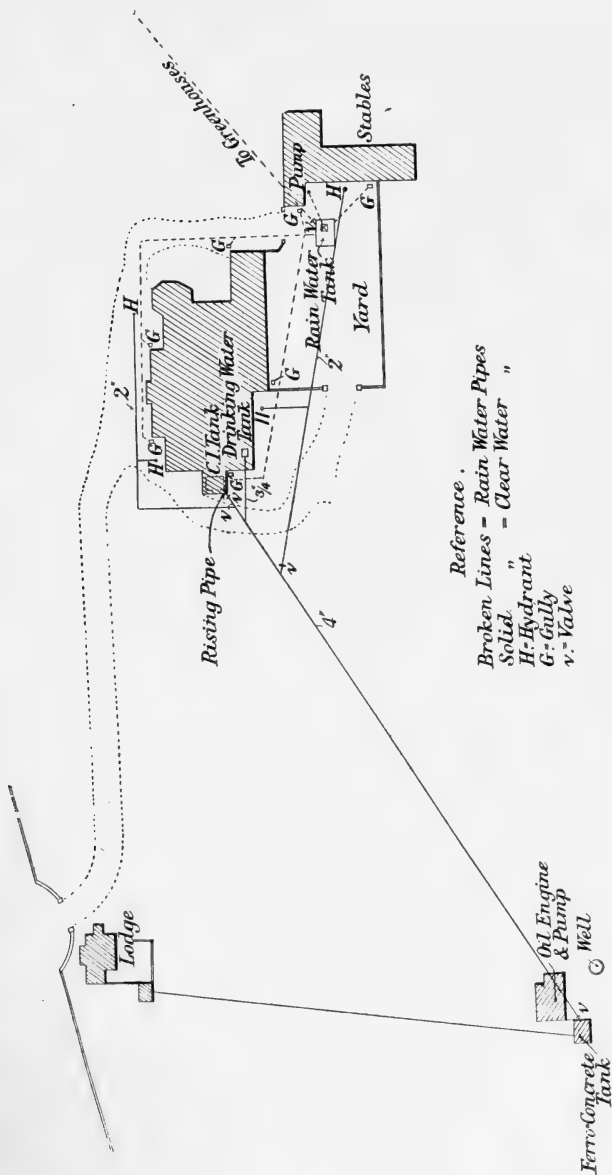 To Greenhouses
Stables
Pump
H
G
G
V
G
Rain Water
Tank
2"
Yard
H
2"
G
G
H
G
C.I. Tank
Drinking Water
Tank
G
V
V
3/4"
Rising Pipe
V
4"
Lodge
Oil Engine
& Pump
Well
V
Ferro-Concrete
Tank
Reference.
Broken Lines = Rain Water Pipes
Solid " = Clear Water "
H=Hydrant
G=Gully
V=Valve